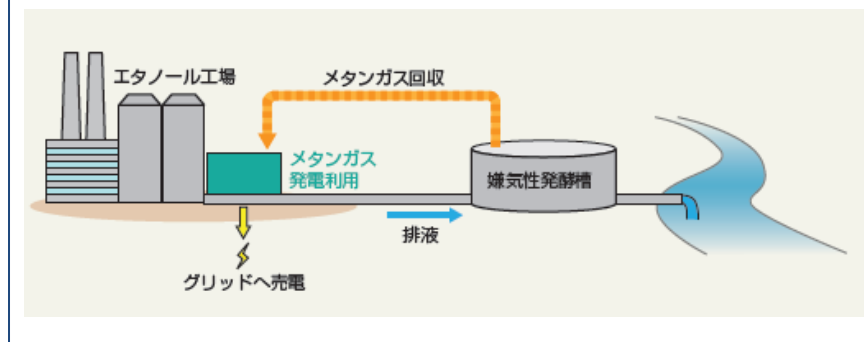 エタノール工場
メタンガス回収
メタンガス
発電利用
嫌気性発酵槽
排液
グリッドへ売電